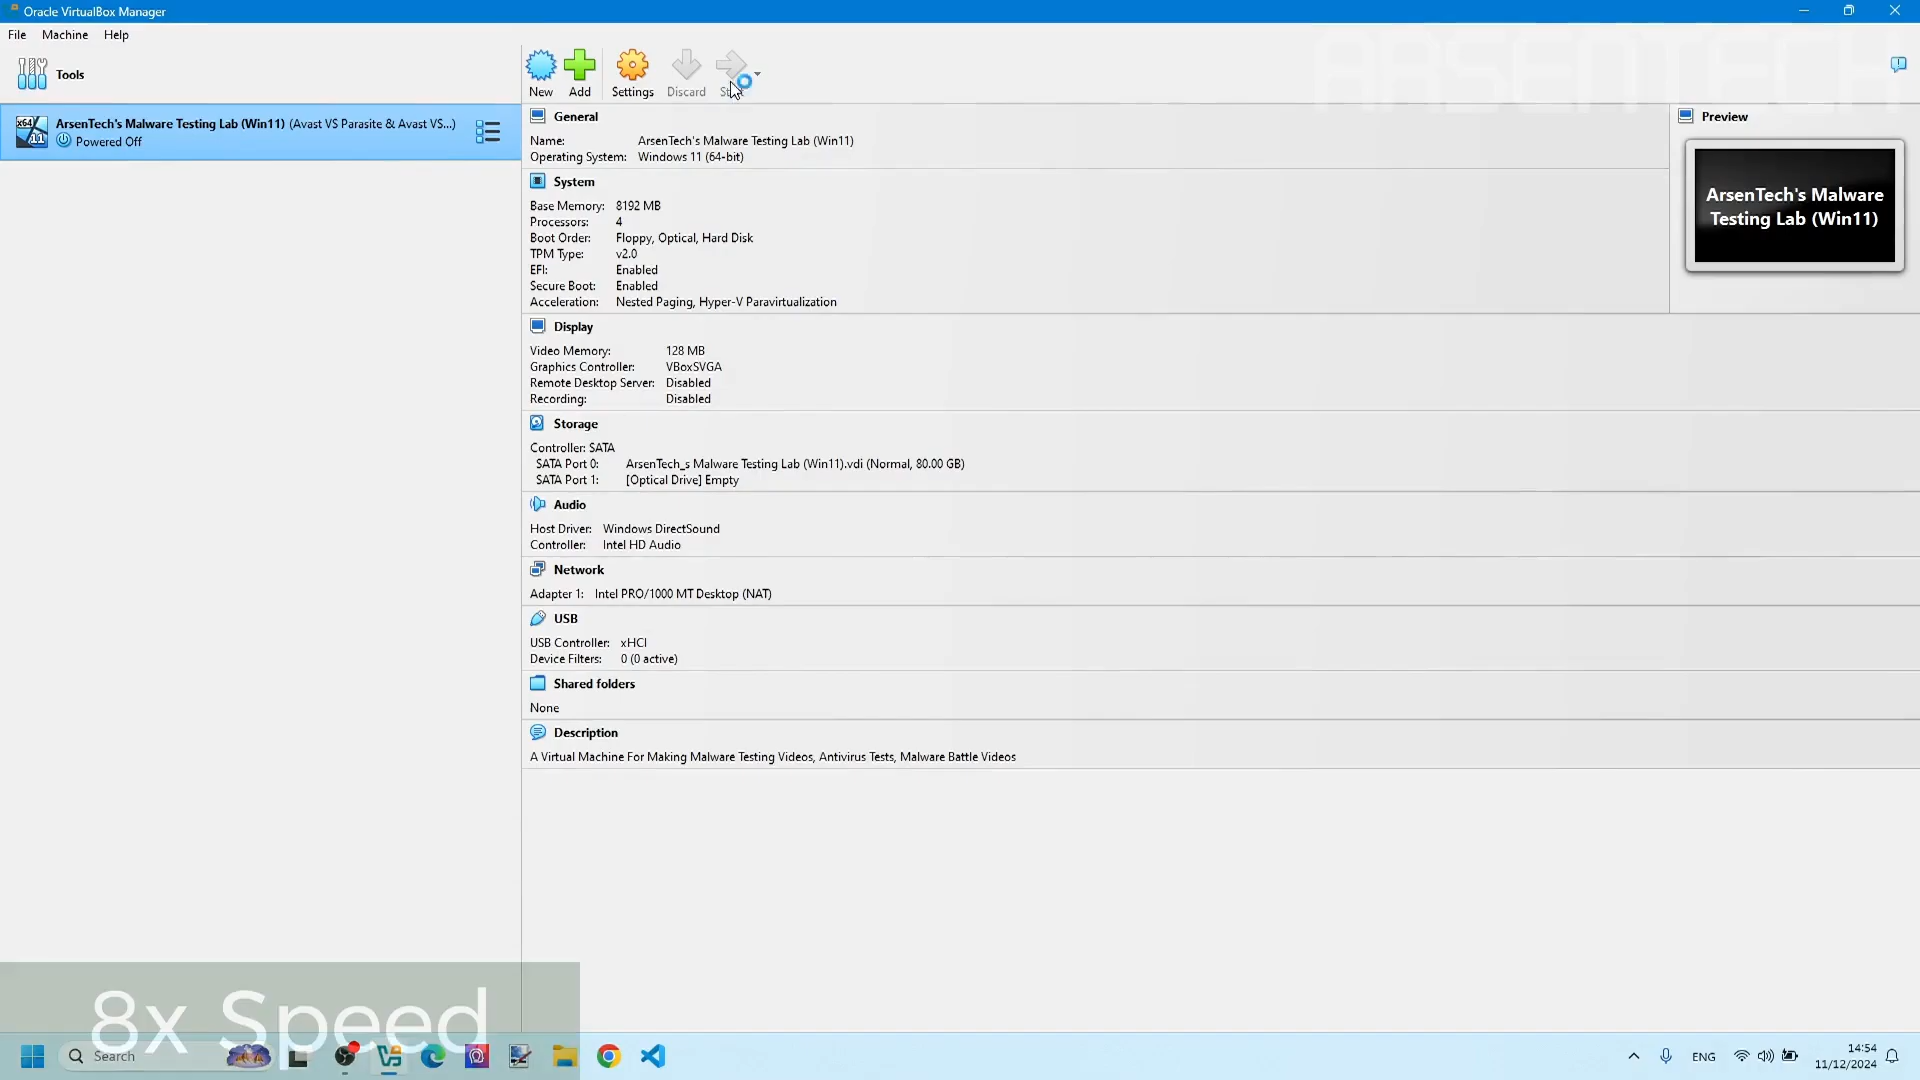 Oracle VirtualBox Manager
File Machine Help
Tools
New Add Settings Discard
ARSENTECH
ArsenTech's Malware Testing Lab (Win11) (Avast VS Parasite & Avast VS...)
Powered Off
General
Name: ArsenTech's Malware Testing Lab (Win11)
Operating System: Windows 11 (64-bit)
System
Base Memory: 8192 MB
Processors: 4
Boot Order: Floppy, Optical, Hard Disk
TPM Type: v2.0
EFI: Enabled
Secure Boot: Enabled
Acceleration: Nested Paging, Hyper-V Paravirtualization
Preview
ArsenTech's Malware
Testing Lab (Win11)
Display
Video Memory: 128 MB
Graphics Controller: VBoxSVGA
Remote Desktop Server: Disabled
Recording: Disabled
Storage
Controller: SATA
SATA Port 0: ArsenTech_s Malware Testing Lab (Win11).vdi (Normal, 80.00 GB)
SATA Port 1: [Optical Drive] Empty
Audio
Host Driver: Windows DirectSound
Controller: Intel HD Audio
Network
Adapter 1: Intel PRO/1000 MT Desktop (NAT)
USB
USB Controller: xHCI
Device Filters: 0 (0 active)
Shared folders
None
Description
A Virtual Machine For Making Malware Testing Videos, Antivirus Tests, Malware Battle Videos
8x Speed
Search
ENG
14:54
11/12/2024